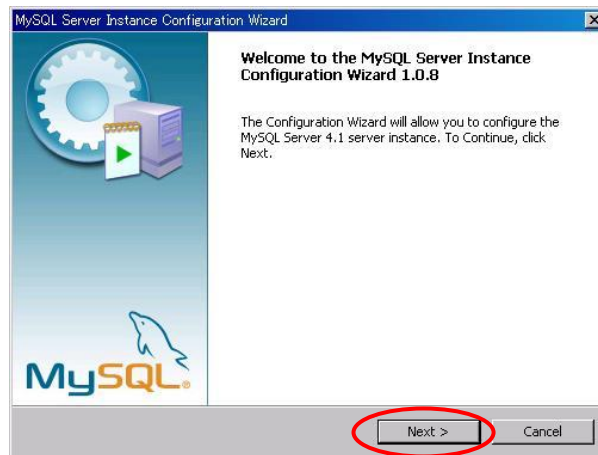 MySQL Server Instance Configuration Wizard
Welcome to the MySQL Server Instance
Configuration Wizard 1.0.8
The Configuration Wizard will allow you to configure the
MySQL Server 4.1 server instance. To Continue, click
Next.
MySQL®
Next >
Cancel